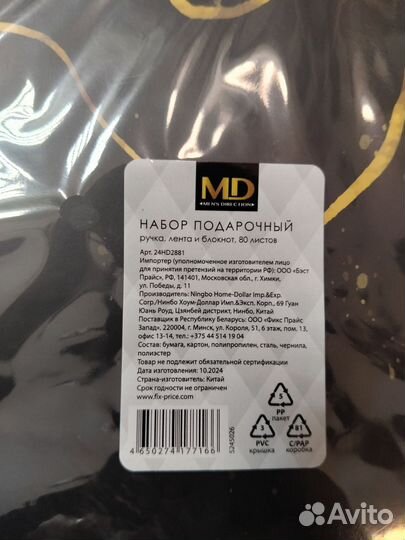 MD
MEN'S DIRECTION
НАБОР ПОДАРОЧНЫЙ
ручка, лента и блокнот, 80 листов
Арт. 24HD2881
Импортер (уполномоченное изготовителем лицо
для принятия претензий на территории РФ): ООО «Бэст
Прайс», РФ, 141401, Московская обл., г. Химки,
ул. Победы, д. 11
Производитель: Ningbo Home-Dollar Imp.&Exp.
Corp./Нинбо Хоум-Доллар Имп.&Эксп. Корп., 69 Гуан
Юань Роуд, Цзянбей дистрикт, Нинбо, Китай
Поставщик в Республику Беларусь: ООО «Фикс Прайс
Запад», 220004, г. Минск, ул. Короля, 51, 6 этаж, пом. 13,
офис 13-14, тел.: +375 44 514 19 04
Состав: бумага, картон, полипропилен, сталь, чернила,
полиэстер
Товар не подлежит обязательной сертификации
Дата изготовления: 10.2024
Страна-изготовитель: Китай
Срок годности не ограничен
www.fix-price.com
4 650274 177166
5245026
5
PP
пакет
3
PVC
крышка
81
C/PAP
коробка
Avito